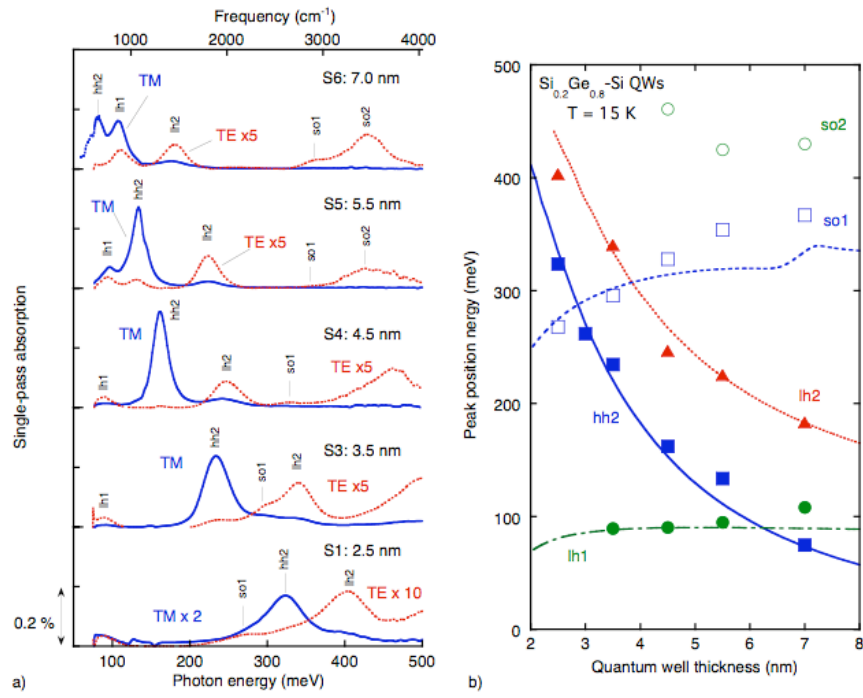 Frequency (cm⁻¹)
1000 2000 3000 4000
S6: 7.0 nm
hh2
lh1
TM
lh2
TE x5
so1
so2
S5: 5.5 nm
hh2
TM
lh1
lh2
TE x5
so1
so2
S4: 4.5 nm
TM
hh2
lh1
lh2
so1
TE x5
S3: 3.5 nm
TM
hh2
lh1
so1
lh2
TE x5
S1: 2.5 nm
0.2 %
TM x 2
so1
hh2
lh2
TE x 10
100 200 300 400 500
Photon energy (meV)
Single-pass absorption
a)
Si0.2Ge0.8-Si QWs
T = 15 K
so2
so1
lh2
hh2
lh1
500
400
300
200
100
0
2 3 4 5 6 7 8
Quantum well thickness (nm)
Peak position nergy (meV)
b)